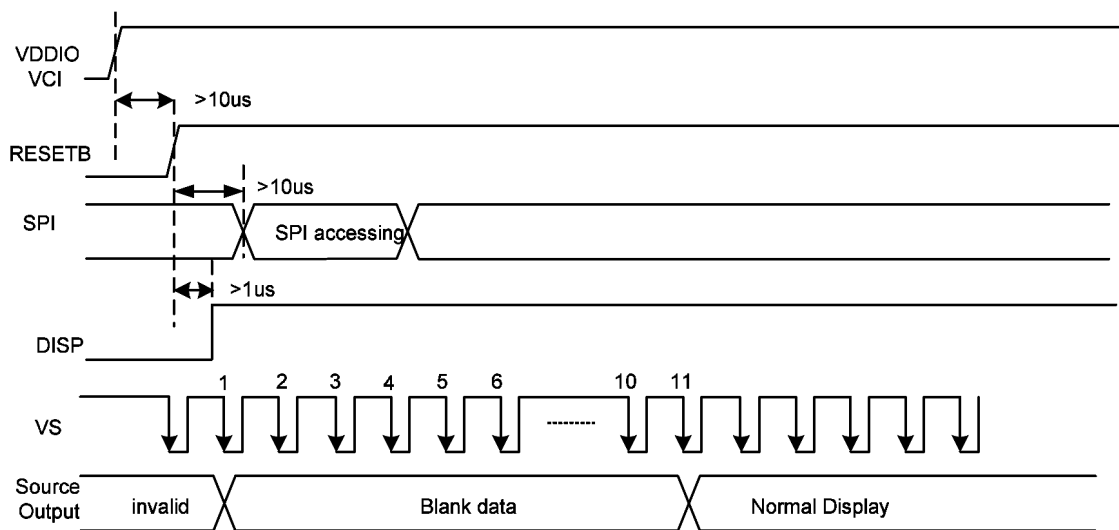 VDDIO
VCI
>10us
RESETB
>10us
SPI
SPI accessing
>1us
DISP
1 2 3 4 5 6 10 11
VS
Source
Output
invalid
Blank data
Normal Display